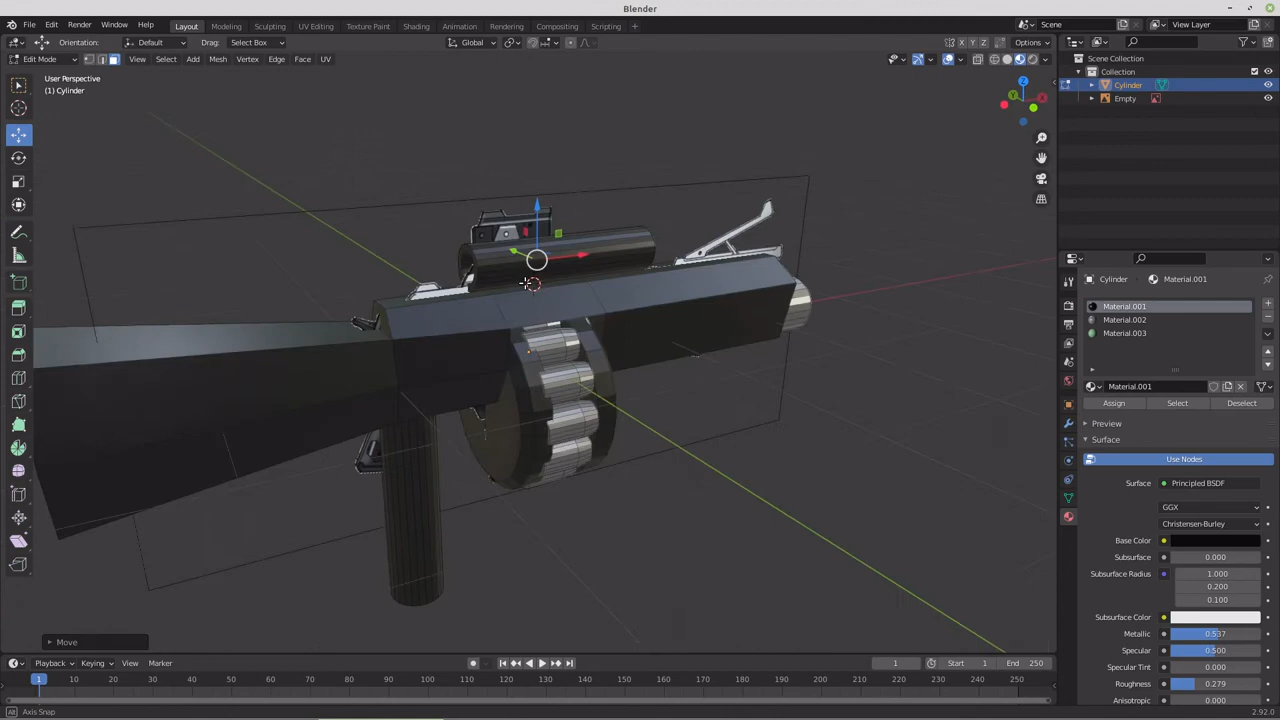 Blender
File Edit Render Window Help Layout Modeling Sculpting UV Editing Texture Paint Shading Animation Rendering Compositing Scripting + Scene View Layer
Orientation: Default Drag: Select Box Global X Y Z Options
Edit Mode View Select Add Mesh Vertex Edge Face UV
User Perspective
(1) Cylinder
Scene Collection
Collection
Cylinder
Empty
Z
Y
X
Cylinder Material.001
Material.001
Material.002
Material.003
Material.001
Assign Select Deselect
Preview
Surface
Use Nodes
Surface Principled BSDF
GGX
Christensen-Burley
Base Color
Subsurface 0.000
Subsurface Radius 1.000
0.200
0.100
Subsurface Color
Metallic 0.537
Specular 0.500
Specular Tint 0.000
Roughness 0.279
Anisotropic 0.000
Move
Playback Keying View Marker 1 Start 1 End 250
1 10 20 30 40 50 60 70 80 90 100 110 120 130 140 150 160 170 180 190 200 210 220 230 240 250
Axis Snap 2.92.0